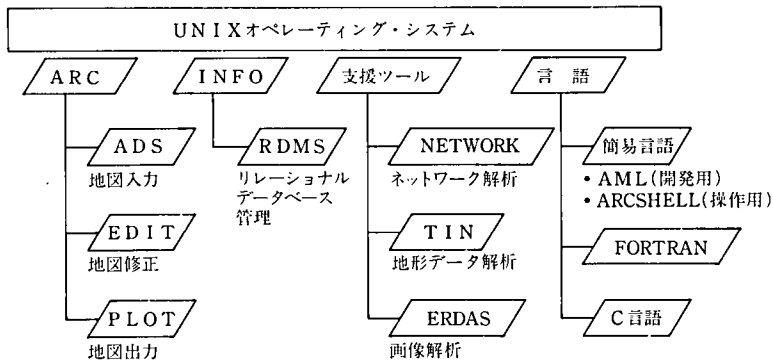 UNIXオペレーティング・システム
ARC
INFO
支援ツール
言 語
ADS
地図入力
EDIT
地図修正
PLOT
地図出力
RDMS
リレーショナル
データベース
管理
NETWORK
ネットワーク解析
TIN
地形データ解析
ERDAS
画像解析
簡易言語
• AML(開発用)
• ARCSHELL(操作用)
FORTRAN
C言語